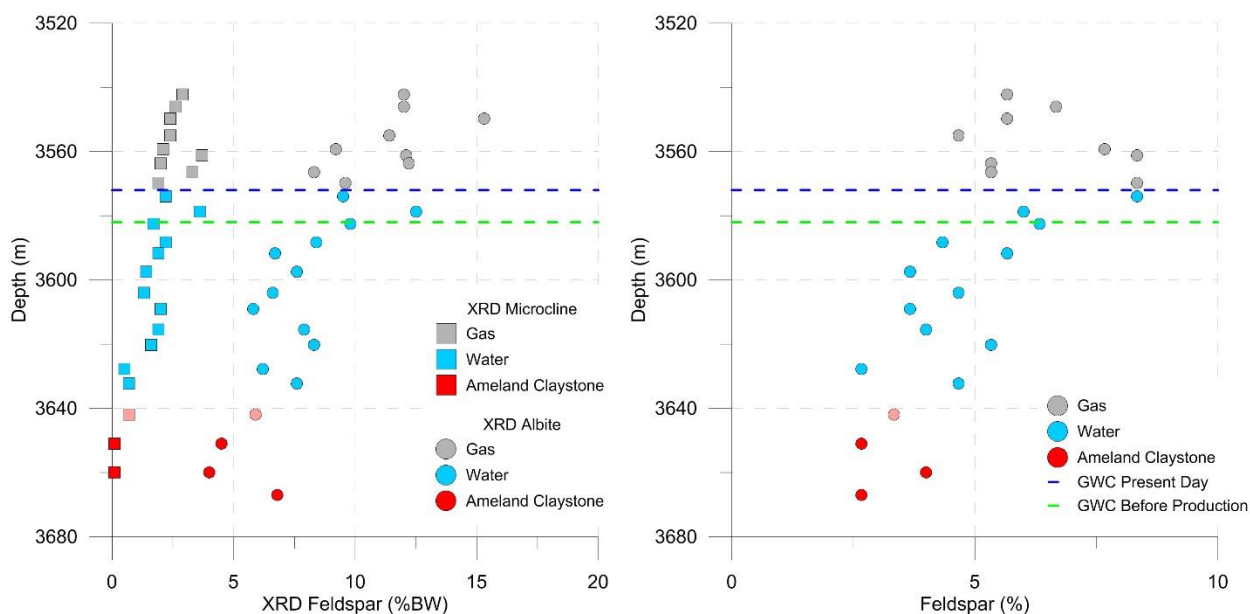 3520
3560
3600
3640
3680
Depth (m)
0
5
10
15
20
XRD Feldspar (%BW)
XRD Microcline
Gas
Water
Ameland Claystone
XRD Albite
Gas
Water
Ameland Claystone
3520
3560
3600
3640
3680
Depth (m)
0
5
10
Feldspar (%)
Gas
Water
Ameland Claystone
GWC Present Day
GWC Before Production